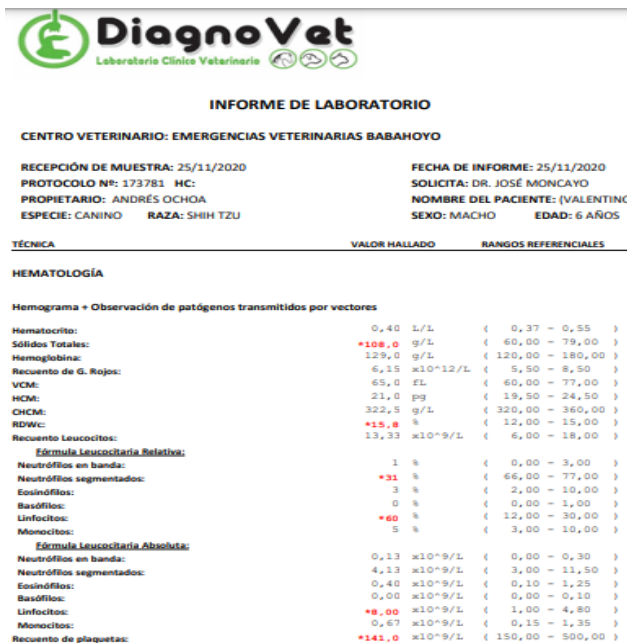 DiagnoVet
Laboratorio Clínico Veterinario
INFORME DE LABORATORIO
CENTRO VETERINARIO: EMERGENCIAS VETERINARIAS BABAHOYO
RECEPCIÓN DE MUESTRA: 25/11/2020 FECHA DE INFORME: 25/11/2020
PROTOCOLO Nº: 173781 HC: SOLICITA: DR. JOSÉ MONCAYO
PROPIETARIO: ANDRÉS OCHOA NOMBRE DEL PACIENTE: (VALENTINO
ESPECIE: CANINO RAZA: SHIH TZU SEXO: MACHO EDAD: 6 AÑOS
TÉCNICA VALOR HALLADO RANGOS REFERENCIALES
HEMATOLOGÍA
Hemograma + Observación de patógenos transmitidos por vectores
Hematocrito: 0,40 L/L ( 0,37 - 0,55 )
Sólidos Totales: *108,0 g/L ( 60,00 - 79,00 )
Hemoglobina: 129,0 g/L ( 120,00 - 180,00 )
Recuento de G. Rojos: 6,15 x10^12/L ( 5,50 - 8,50 )
VCM: 65,0 fL ( 60,00 - 77,00 )
HCM: 21,0 pg ( 19,50 - 24,50 )
CHCM: 322,5 g/L ( 320,00 - 360,00 )
RDWc: *15,8 % ( 12,00 - 15,00 )
Recuento Leucocitos: 13,33 x10^9/L ( 6,00 - 18,00 )
Fórmula Leucocitaria Relativa:
Neutrófilos en banda: 1 % ( 0,00 - 3,00 )
Neutrófilos segmentados: *31 % ( 66,00 - 77,00 )
Eosinófilos: 3 % ( 2,00 - 10,00 )
Basófilos: 0 % ( 0,00 - 1,00 )
Linfocitos: *60 % ( 12,00 - 30,00 )
Monocitos: 5 % ( 3,00 - 10,00 )
Fórmula Leucocitaria Absoluta:
Neutrófilos en banda: 0,13 x10^9/L ( 0,00 - 0,30 )
Neutrófilos segmentados: 4,13 x10^9/L ( 3,00 - 11,50 )
Eosinófilos: 0,40 x10^9/L ( 0,10 - 1,25 )
Basófilos: 0,00 x10^9/L ( 0,00 - 0,10 )
Linfocitos: *8,00 x10^9/L ( 1,00 - 4,80 )
Monocitos: 0,67 x10^9/L ( 0,15 - 1,35 )
Recuento de plaquetas: *141,0 x10^9/L ( 150,00 - 500,00 )